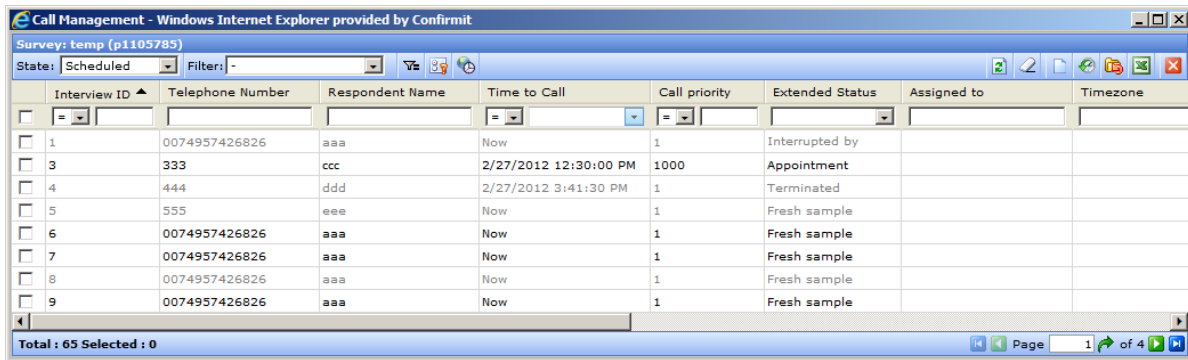 Call Management - Windows Internet Explorer provided by Confirmit
Survey: temp (p1105785)
State: Scheduled Filter: -
Interview ID Telephone Number Respondent Name Time to Call Call priority Extended Status Assigned to Timezone
= = =
1 0074957426826 aaa Now 1 Interrupted by
3 333 ccc 2/27/2012 12:30:00 PM 1000 Appointment
4 444 ddd 2/27/2012 3:41:30 PM 1 Terminated
5 555 eee Now 1 Fresh sample
6 0074957426826 aaa Now 1 Fresh sample
7 0074957426826 aaa Now 1 Fresh sample
8 0074957426826 aaa Now 1 Fresh sample
9 0074957426826 aaa Now 1 Fresh sample
Total : 65 Selected : 0 Page 1 of 4